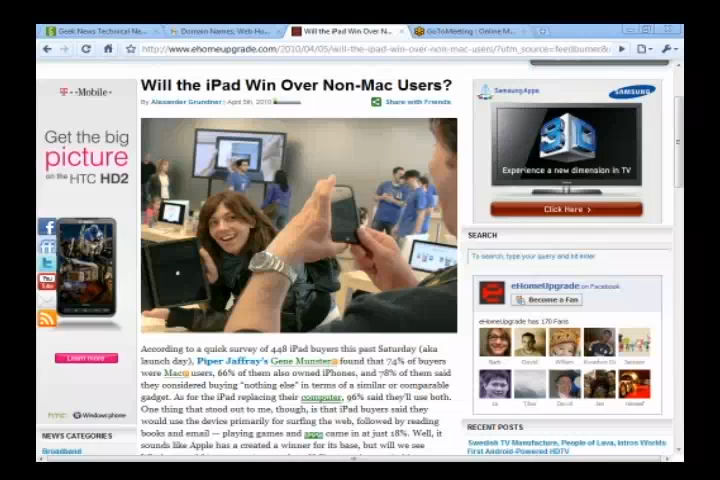 Geek News Technical Ne...
Domain Names, Web Ho...
Will the iPad Win Over N...
GoToMeeting : Online M...
http://www.ehomeupgrade.com/2010/04/05/will-the-ipad-win-over-non-mac-users/?utm_source=feedburner&
T··Mobile·
Get the big
picture
on the HTC HD2
Learn more
htc
Windows phone
NEWS CATEGORIES
Broadband
Will the iPad Win Over Non-Mac Users?
By Alexander Grundner | April 5th, 2010
Share with Friends
According to a quick survey of 448 iPad buyers this past Saturday (aka
launch day), Piper Jaffray's Gene Munster found that 74% of buyers
were Mac users, 66% of them also owned iPhones, and 78% of them said
they considered buying "nothing else" in terms of a similar or comparable
gadget. As for the iPad replacing their computer, 96% said they'll use both.
One thing that stood out to me, though, is that iPad buyers said they
would use the device primarily for surfing the web, followed by reading
books and email — playing games and apps came in at just 18%. Well, it
sounds like Apple has a created a winner for its base, but will we see
Samsung Apps
SAMSUNG
3D
Experience a new dimension in TV
Click Here >
SEARCH
To search, type your query and hit enter
eHomeUpgrade on Facebook
Become a Fan
eHomeUpgrade has 170 Fans
David
William
Jen
RECENT POSTS
Swedish TV Manufacture, People of Lava, Intros Worlds
First Android-Powered HDTV